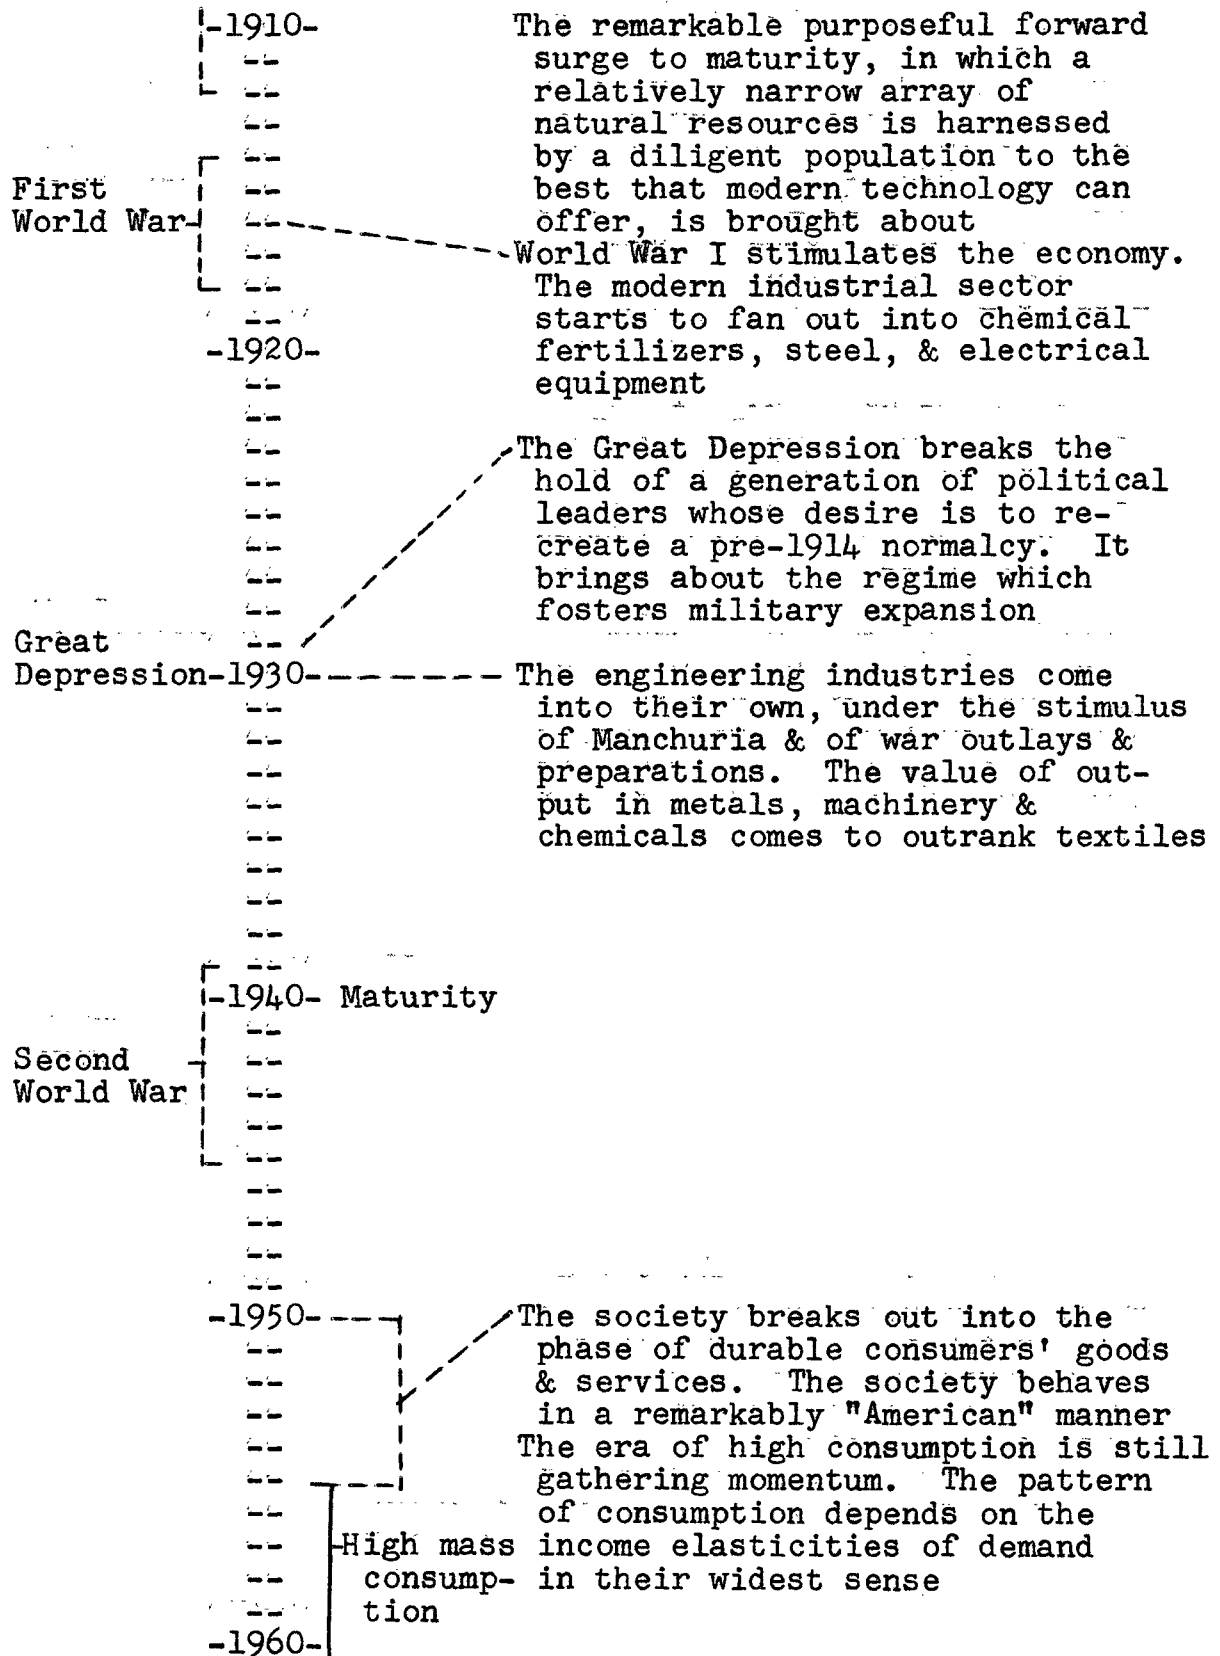 -1910-
The remarkable purposeful forward
surge to maturity, in which a
relatively narrow array of
natural resources is harnessed
by a diligent population to the
best that modern technology can
offer, is brought about
First
World War
World War I stimulates the economy.
The modern industrial sector
starts to fan out into chemical
fertilizers, steel, & electrical
equipment
-1920-
The Great Depression breaks the
hold of a generation of political
leaders whose desire is to re-
create a pre-1914 normalcy. It
brings about the regime which
fosters military expansion
Great
Depression-1930-
The engineering industries come
into their own, under the stimulus
of Manchuria & of war outlays &
preparations. The value of out-
put in metals, machinery &
chemicals comes to outrank textiles
-1940- Maturity
Second
World War
-1950-
The society breaks out into the
phase of durable consumers' goods
& services. The society behaves
in a remarkably "American" manner
The era of high consumption is still
gathering momentum. The pattern
of consumption depends on the
income elasticities of demand
in their widest sense
High mass
consump-
tion
-1960-